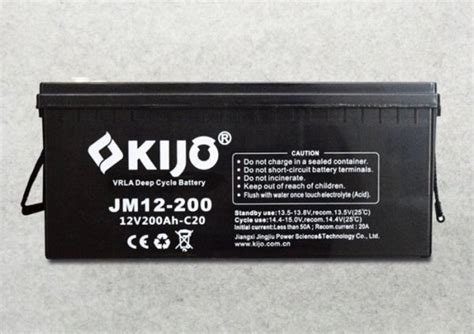 KIJO®
VRLA Deep Cycle Battery
JM12-200
12V200Ah-C20
CE
CAUTION:
• Do not charge in a sealed container.
• Do not short-circuit battery terminals.
• Do not incinerate.
• Keep out of reach of children.
• Flush with water once touch electrolyte (Acid).
Standby use:13.5-13.8V,recom.13.5V(25℃)
Cycle use:14.4-15.0V,recom.14.4V(25℃)
Initial current:Less than 50A ; Recom.current : 20A
Jiangxi Jingjiu Power Science&Technology Co., Ltd.
www.kijo.com.cn